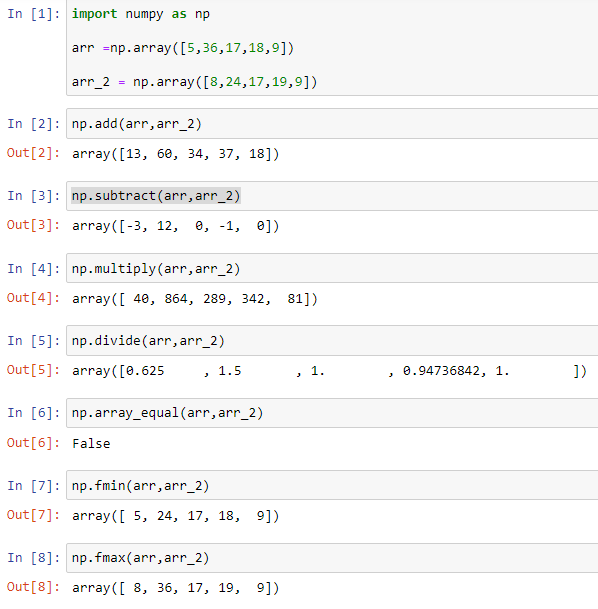 In [1]: import numpy as np
arr =np.array([5,36,17,18,9])
arr_2 = np.array([8,24,17,19,9])
In [2]: np.add(arr,arr_2)
Out[2]: array([13, 60, 34, 37, 18])
In [3]: np.subtract(arr,arr_2)
Out[3]: array([-3, 12,  0, -1,  0])
In [4]: np.multiply(arr,arr_2)
Out[4]: array([ 40, 864, 289, 342,  81])
In [5]: np.divide(arr,arr_2)
Out[5]: array([0.625     , 1.5       , 1.        , 0.94736842, 1.        ])
In [6]: np.array_equal(arr,arr_2)
Out[6]: False
In [7]: np.fmin(arr,arr_2)
Out[7]: array([ 5, 24, 17, 18,  9])
In [8]: np.fmax(arr,arr_2)
Out[8]: array([ 8, 36, 17, 19,  9])